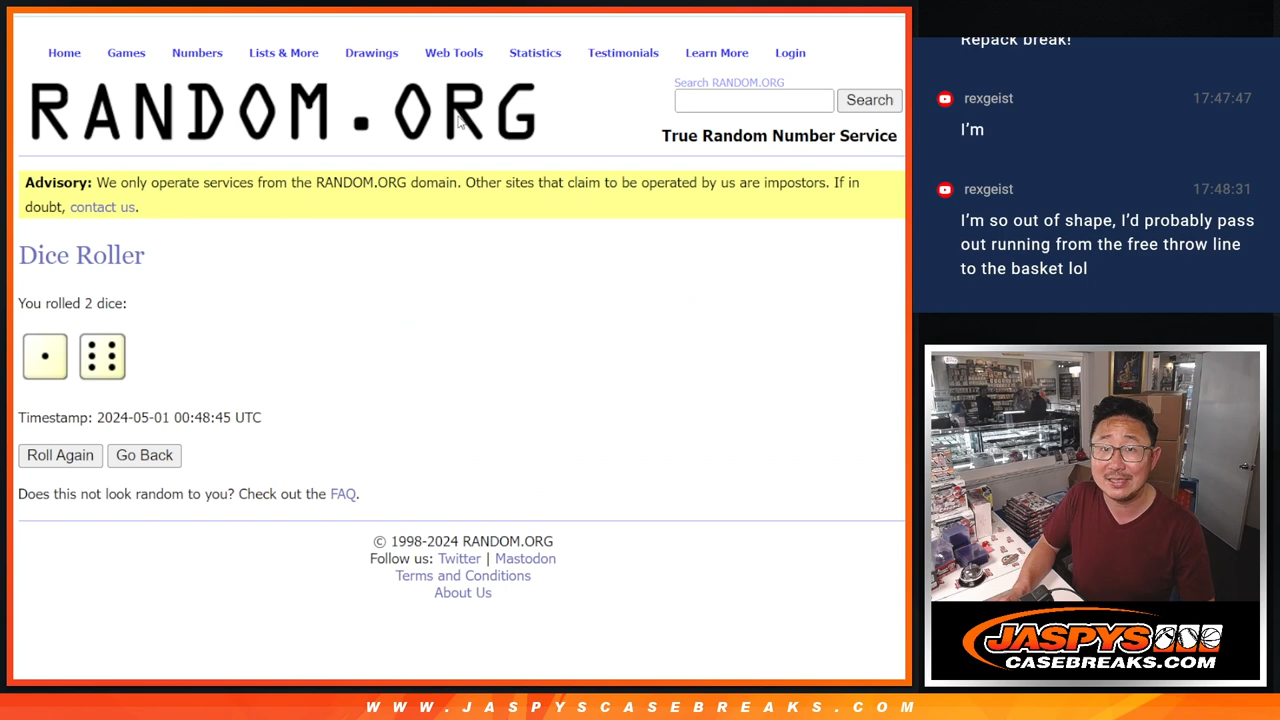 Home Games Numbers Lists & More Drawings Web Tools Statistics Testimonials Learn More Login
RANDOM.ORG
Search RANDOM.ORG
Search
True Random Number Service
Advisory: We only operate services from the RANDOM.ORG domain. Other sites that claim to be operated by us are impostors. If in
doubt, contact us.
Dice Roller
You rolled 2 dice:
Timestamp: 2024-05-01 00:48:45 UTC
Roll Again Go Back
Does this not look random to you? Check out the FAQ.
© 1998-2024 RANDOM.ORG
Follow us: Twitter | Mastodon
Terms and Conditions
About Us
Repack break!
rexgeist 17:47:47
I’m
rexgeist 17:48:31
I’m so out of shape, I’d probably pass
out running from the free throw line
to the basket lol
JASPYS
CASEBREAKS.COM
WWW.JASPYSCASEBREAKS.COM